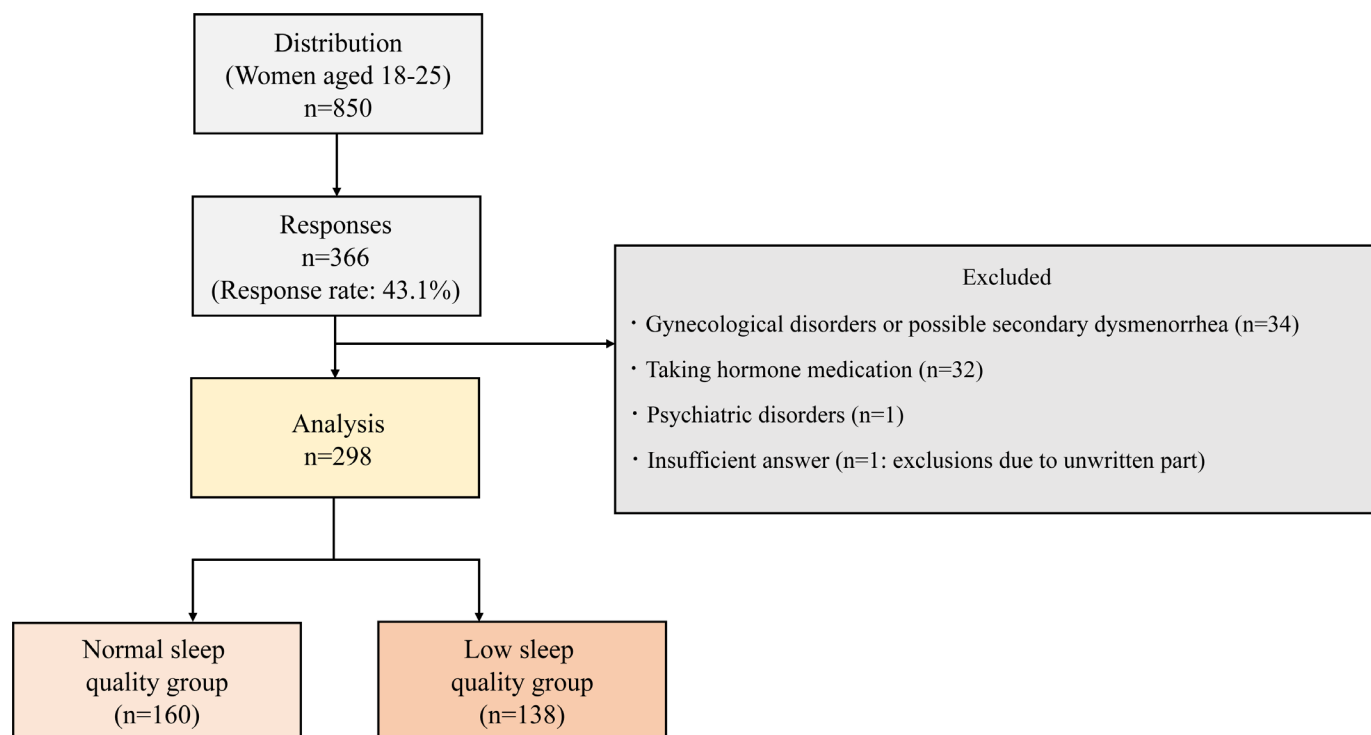 Distribution
(Women aged 18-25)
n=850
Responses
n=366
(Response rate: 43.1%)
Excluded
・Gynecological disorders or possible secondary dysmenorrhea (n=34)
・Taking hormone medication (n=32)
・Psychiatric disorders (n=1)
・Insufficient answer (n=1: exclusions due to unwritten part)
Analysis
n=298
Normal sleep
quality group
(n=160)
Low sleep
quality group
(n=138)